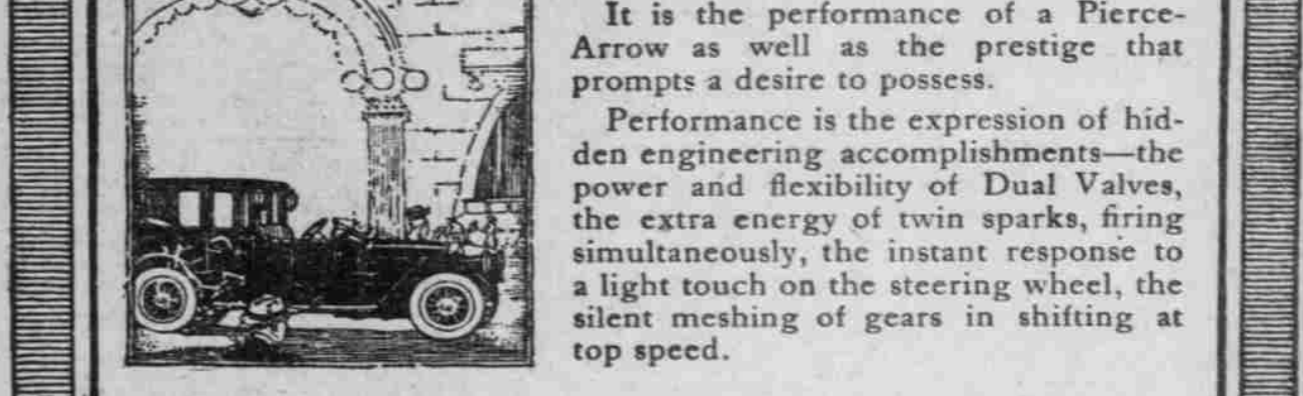 It is the performance of a Pierce-
Arrow as well as the prestige that
prompts a desire to possess.
Performance is the expression of hid-
den engineering accomplishments—the
power and flexibility of Dual Valves,
the extra energy of twin sparks, firing
simultaneously, the instant response to
a light touch on the steering wheel, the
silent meshing of gears in shifting at
top speed.